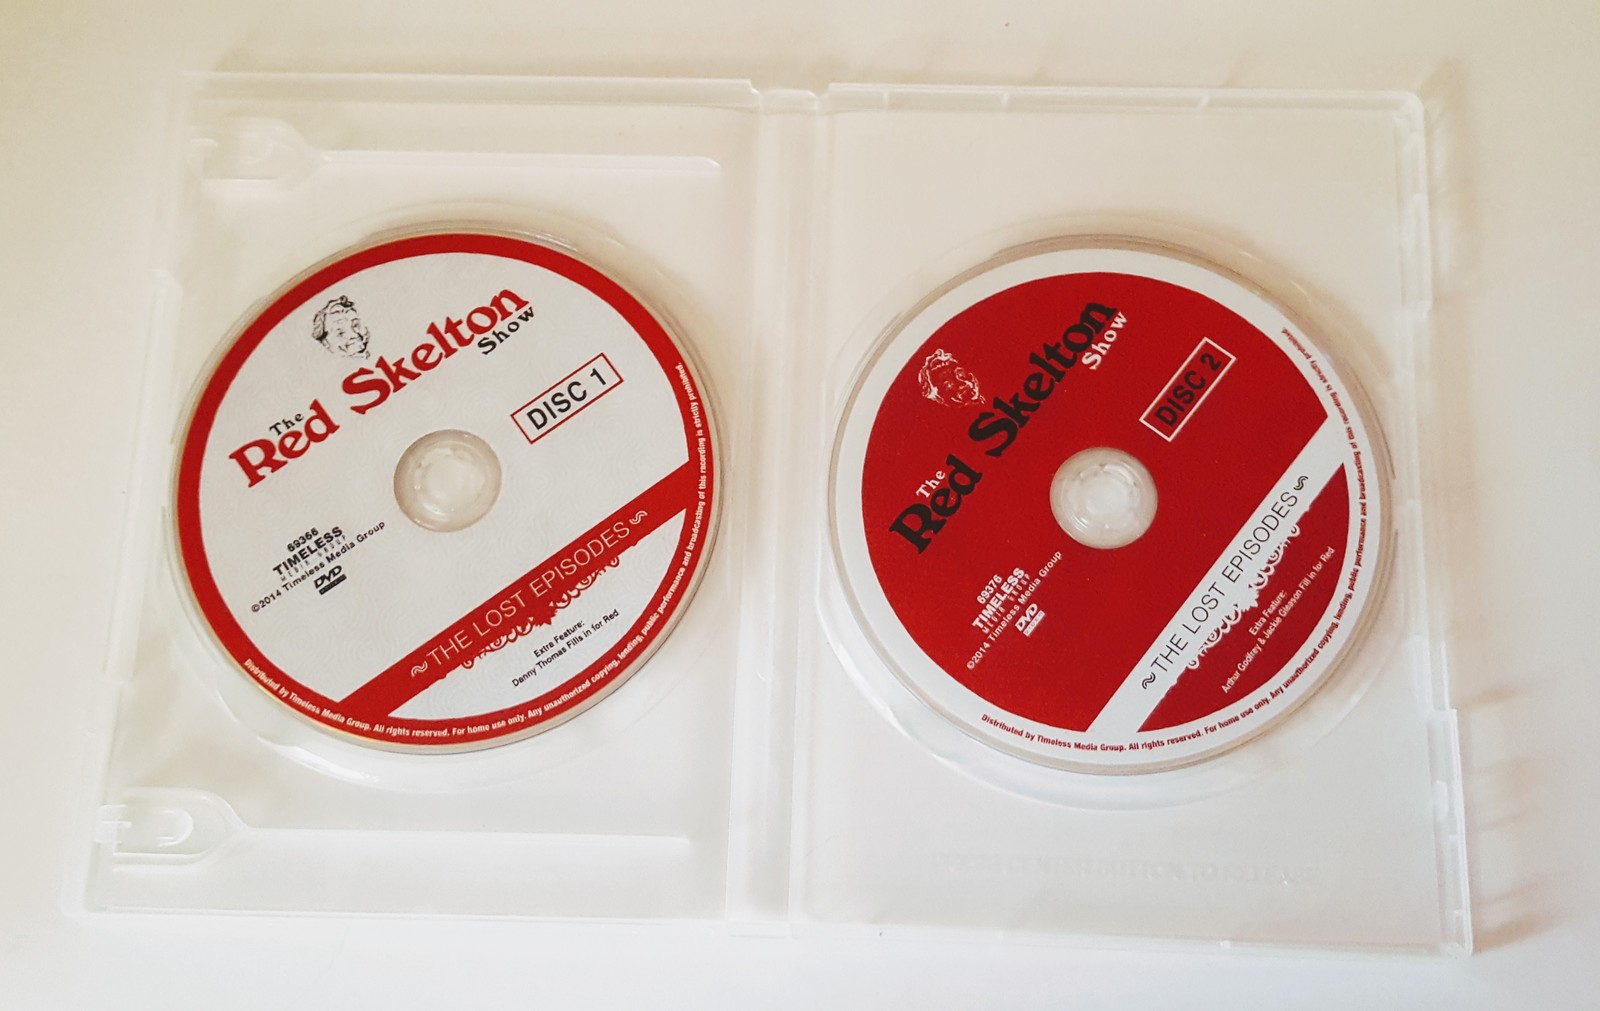 The
Red Skelton
Show
DISC 1
69366
TIMELESS
MEDIA GROUP
©2014 Timeless Media Group
DVD
~THE LOST EPISODES~
Extra Feature:
Danny Thomas Fills in for Red
Distributed by Timeless Media Group. All rights reserved. For home use only. Any unauthorized copying, lending, public performance and broadcasting of this recording is strictly prohibited.
The
Red Skelton
Show
DISC 2
69376
TIMELESS
MEDIA GROUP
©2014 Timeless Media Group
DVD
~THE LOST EPISODES~
Extra Feature:
Arthur Godfrey & Jackie Gleason Fill in for Red
Distributed by Timeless Media Group. All rights reserved. For home use only. Any unauthorized copying, lending, public performance and broadcasting of this recording is strictly prohibited.